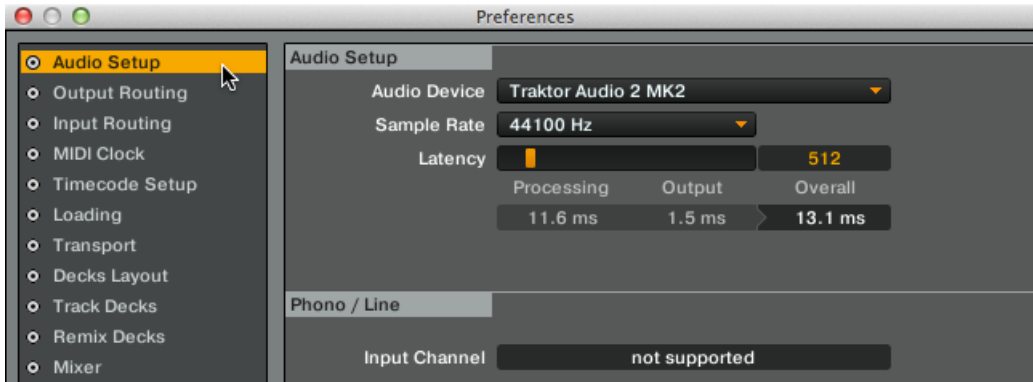 Preferences
Audio Setup
Output Routing
Input Routing
MIDI Clock
Timecode Setup
Loading
Transport
Decks Layout
Track Decks
Remix Decks
Mixer
Audio Setup
Audio Device Traktor Audio 2 MK2
Sample Rate 44100 Hz
Latency 512
Processing Output Overall
11.6 ms 1.5 ms 13.1 ms
Phono / Line
Input Channel not supported